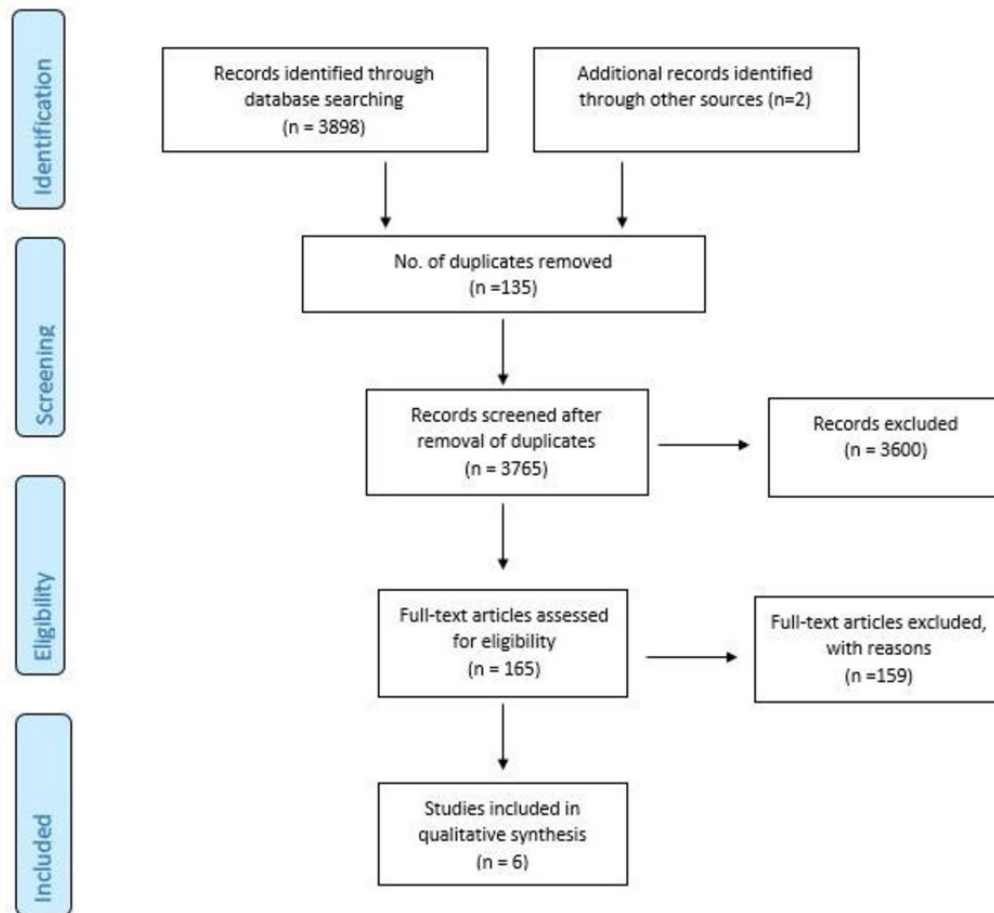 Identification
Records identified through
database searching
(n = 3898)
Additional records identified
through other sources (n=2)
No. of duplicates removed
(n =135)
Screening
Records screened after
removal of duplicates
(n = 3765)
Records excluded
(n = 3600)
Eligibility
Full-text articles assessed
for eligibility
(n = 165)
Full-text articles excluded,
with reasons
(n =159)
Included
Studies included in
qualitative synthesis
(n = 6)